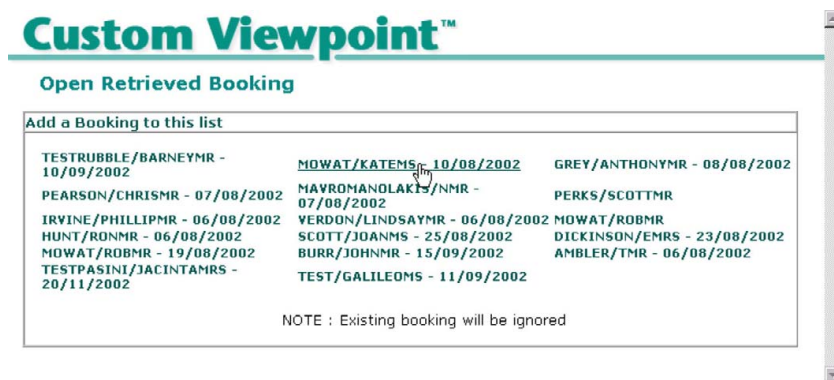 Custom Viewpoint™
Open Retrieved Booking
Add a Booking to this list
TESTRUBBLE/BARNEYMR -
10/09/2002
MOWAT/KATEMS - 10/08/2002
GREY/ANTHONYMR - 08/08/2002
PEARSON/CHRISMR - 07/08/2002
MAVROMANOLAKIS/NMR -
07/08/2002
PERKS/SCOTTMR
IRVINE/PHILLIPMR - 06/08/2002
VERDON/LINDSAYMR - 06/08/2002
MOWAT/ROBMR
HUNT/RONMR - 06/08/2002
SCOTT/JOANMS - 25/08/2002
DICKINSON/EMRS - 23/08/2002
MOWAT/ROBMR - 19/08/2002
BURR/JOHNMR - 15/09/2002
AMBLER/TMR - 06/08/2002
TESTPASINI/JACINTAMRS -
20/11/2002
TEST/GALILEOMS - 11/09/2002
NOTE : Existing booking will be ignored